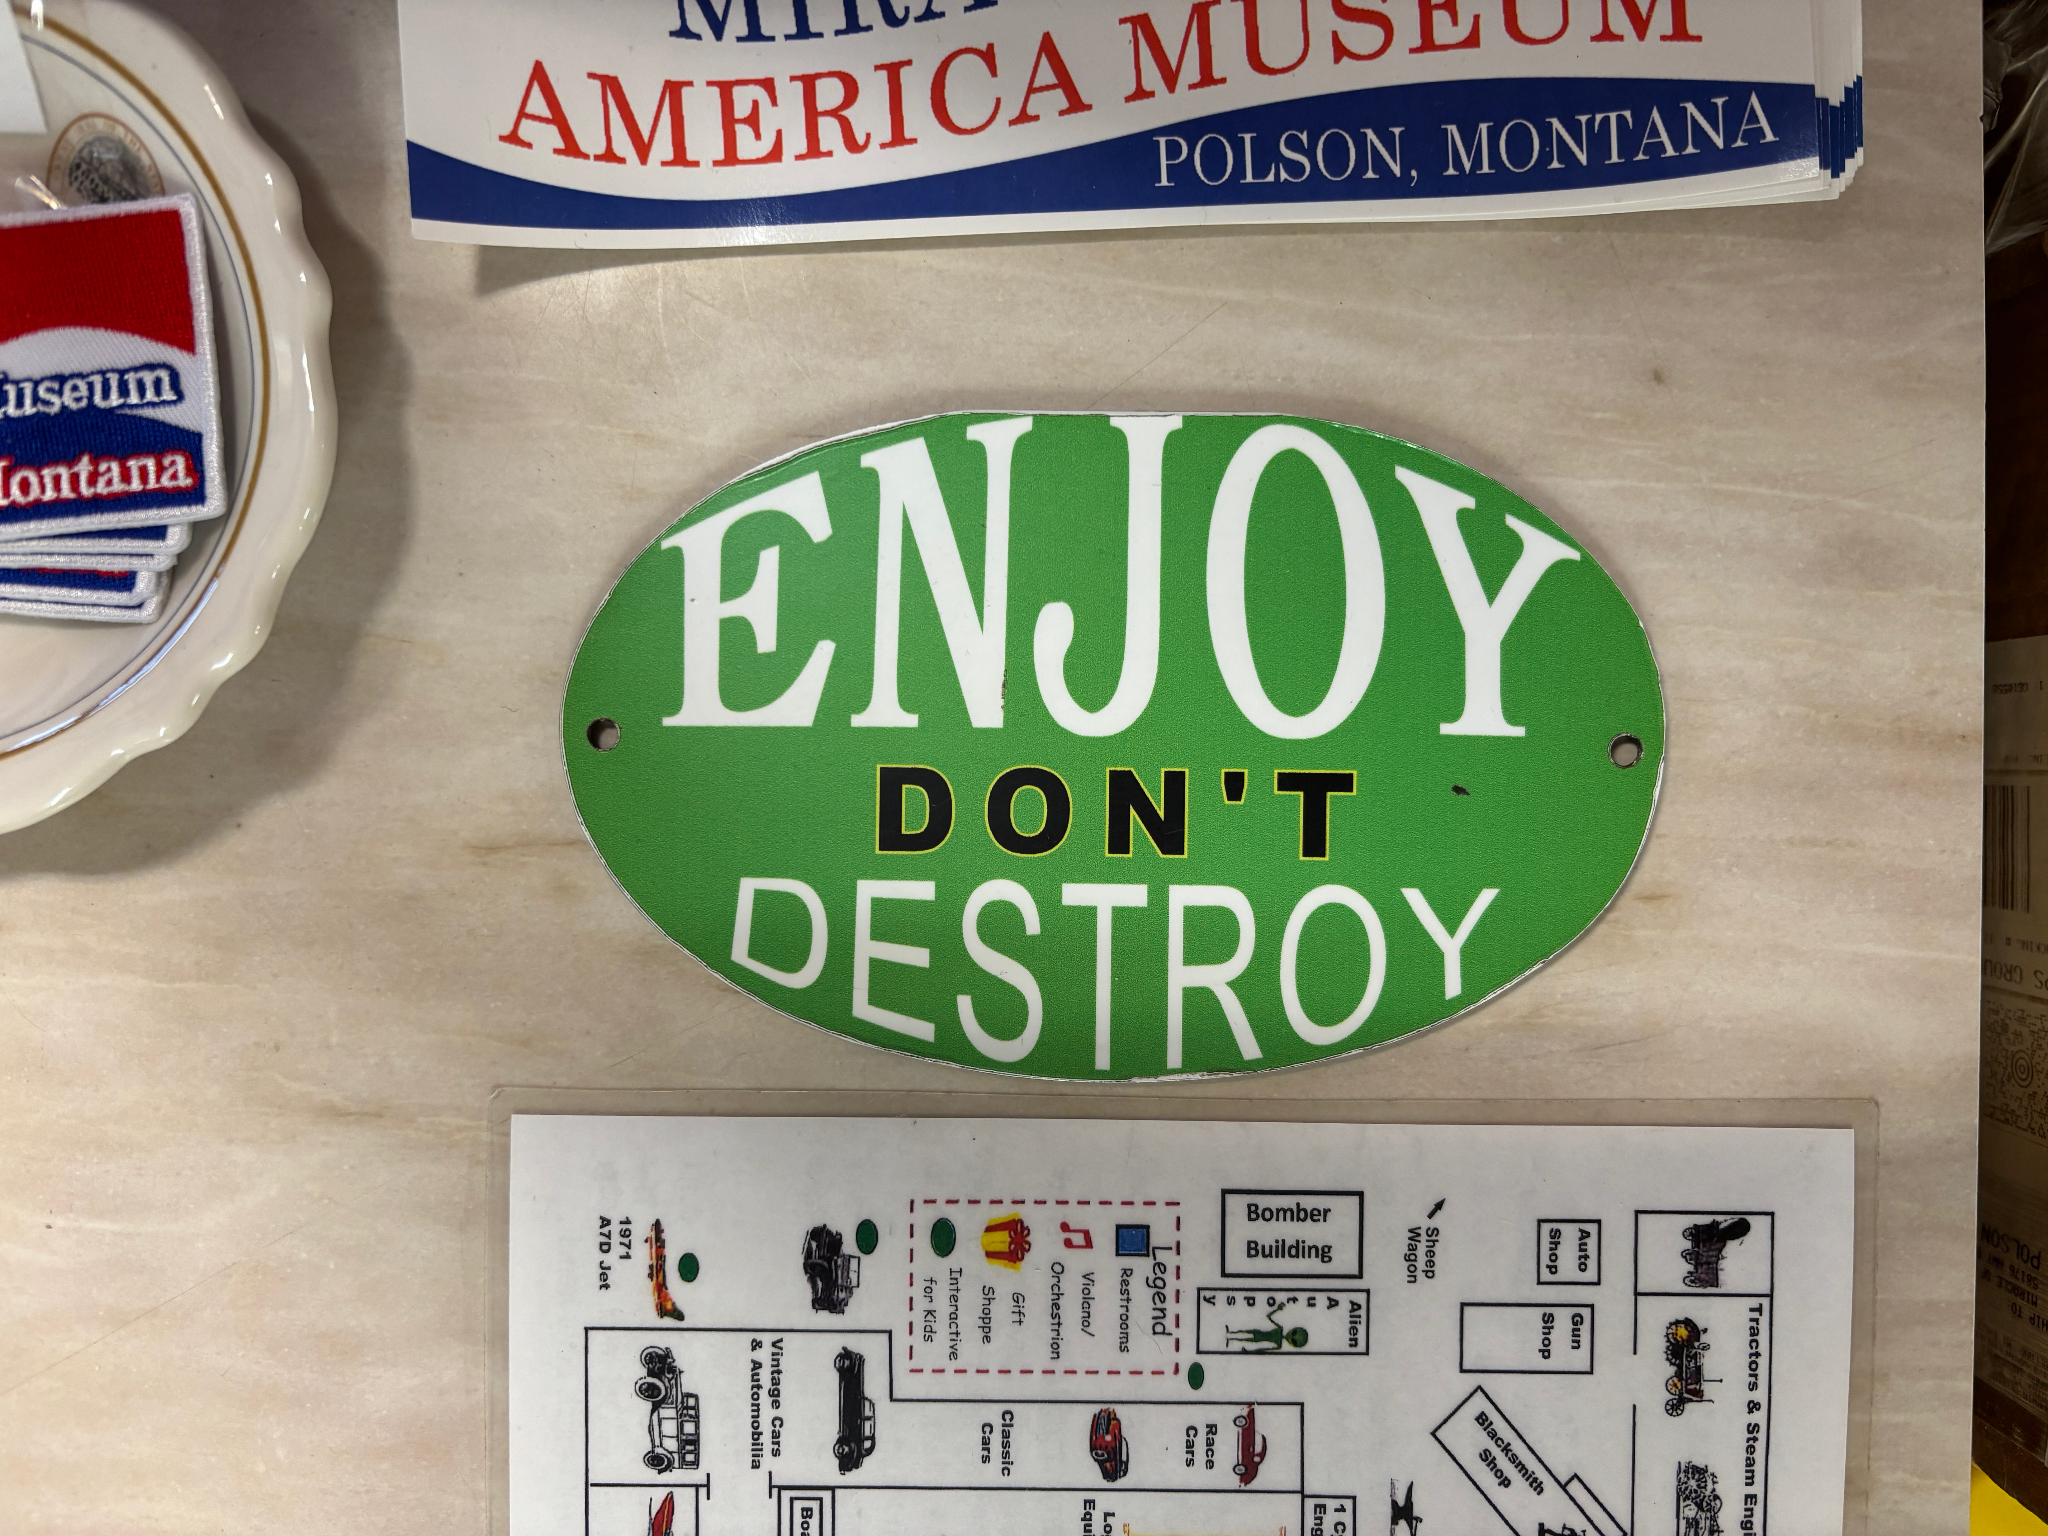 AMERICA MUSEUM
POLSON, MONTANA
ENJOY
DON'T
DESTROY
Bomber
Building
Sheep
Wagon
Auto
Shop
Gun
Shop
Alien
Autopsy
Legend
Restrooms
Violano/
Orchestrion
Gift
Shoppe
Interactive
for Kids
1971
A7D Jet
Tractors & Steam
Vintage Cars
& Automobilia
Classic
Cars
Race
Cars
Blacksmith
Shop
POLSON